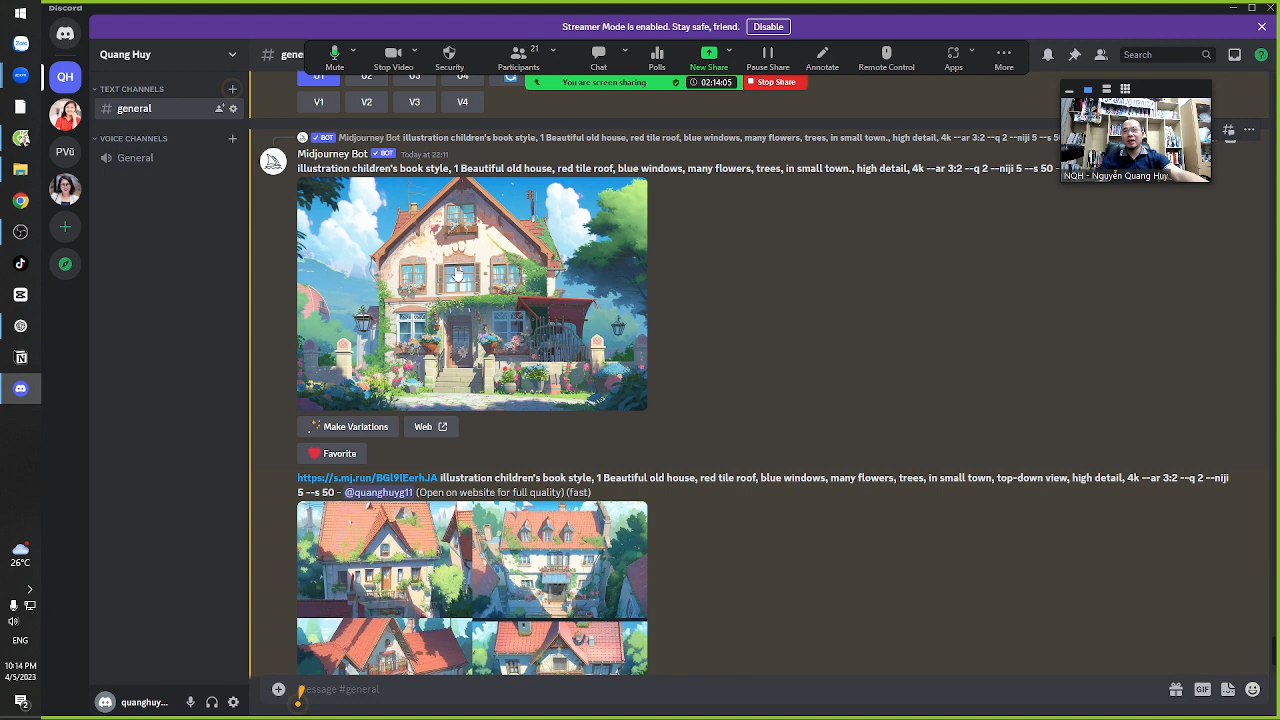 Discord
Streamer Mode is enabled. Stay safe, friend. Disable
Quang Huy
# gene
Mute
Stop Video
Security
Participants
21
Chat
Polls
New Share
Pause Share
Annotate
Remote Control
Apps
More
Search
You are screen sharing
02:14:05
Stop Share
QH
TEXT CHANNELS
# general
VOICE CHANNELS
General
PVū
U1
V1
V2
V3
V4
BOT Midjourney Bot illustration children's book style, 1 Beautiful old house, red tile roof, blue windows, many flowers, trees, in small town., high detail, 4k --ar 3:2 --q 2 --niji 5 --s 50
Midjourney Bot BOT Today at 22:11
illustration children's book style, 1 Beautiful old house, red tile roof, blue windows, many flowers, trees, in small town., high detail, 4k --ar 3:2 --q 2 --niji 5 --s 50 -
NQH - Nguyễn Quang Huy...
Make Variations
Web
Favorite
https://s.mj.run/BGl9IEerhJA illustration children's book style, 1 Beautiful old house, red tile roof, blue windows, many flowers, trees, in small town, top-down view, high detail, 4k --ar 3:2 --q 2 --niji
5 --s 50 - @quanghuyg11 (Open on website for full quality) (fast)
essage #general
GIF
quanghuy...
Zalo
zoom
26°C
ENG
10:14 PM
4/5/2023
2